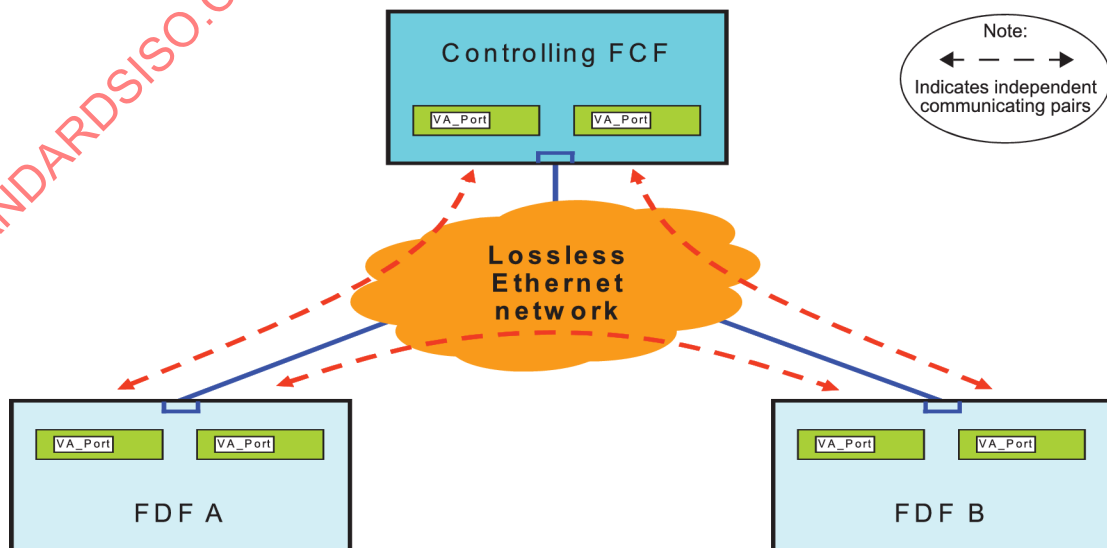 NDARDSISO.C
Controlling FCF
VA_Port
VA_Port
Note:
Indicates independent
communicating pairs
Lossless
Ethernet
network
VA_Port
VA_Port
FDF A
VA_Port
VA_Port
FDF B